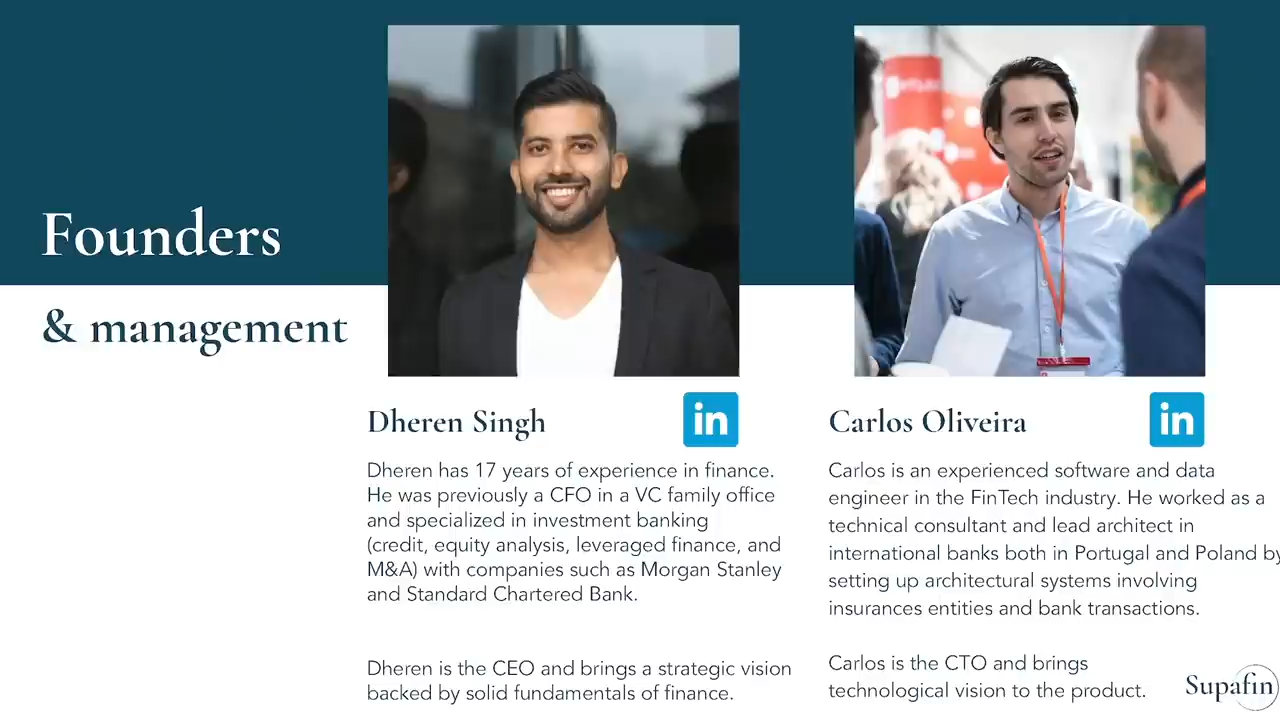 Founders
& management
Dheren Singh
in
Dheren has 17 years of experience in finance.
He was previously a CFO in a VC family office
and specialized in investment banking
(credit, equity analysis, leveraged finance, and
M&A) with companies such as Morgan Stanley
and Standard Chartered Bank.
Dheren is the CEO and brings a strategic vision
backed by solid fundamentals of finance.
Carlos Oliveira
in
Carlos is an experienced software and data
engineer in the FinTech industry. He worked as a
technical consultant and lead architect in
international banks both in Portugal and Poland by
setting up architectural systems involving
insurances entities and bank transactions.
Carlos is the CTO and brings
technological vision to the product.
Supafin